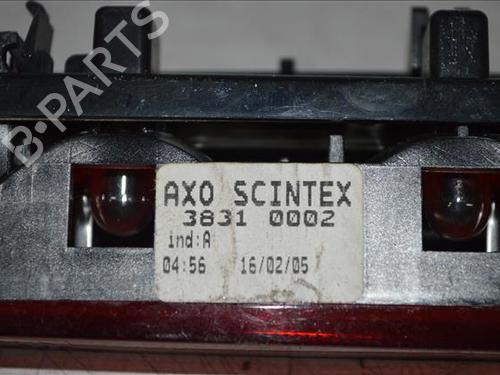 B-PARTS
AXO SCINTEX
3831 0002
ind:A
04:56 16/02/05